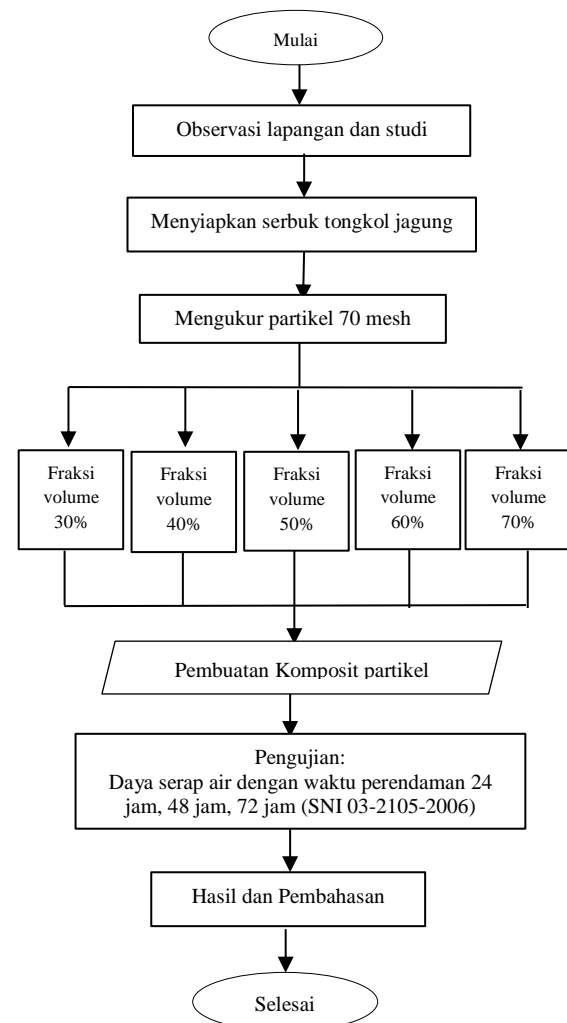 Mulai
Observasi lapangan dan studi
Menyiapkan serbuk tongkol jagung
Mengukur partikel 70 mesh
Fraksi
volume
30%
Fraksi
volume
40%
Fraksi
volume
50%
Fraksi
volume
60%
Fraksi
volume
70%
Pembuatan Komposit partikel
Pengujian:
Daya serap air dengan waktu perendaman 24
jam, 48 jam, 72 jam (SNI 03-2105-2006)
Hasil dan Pembahasan
Selesai